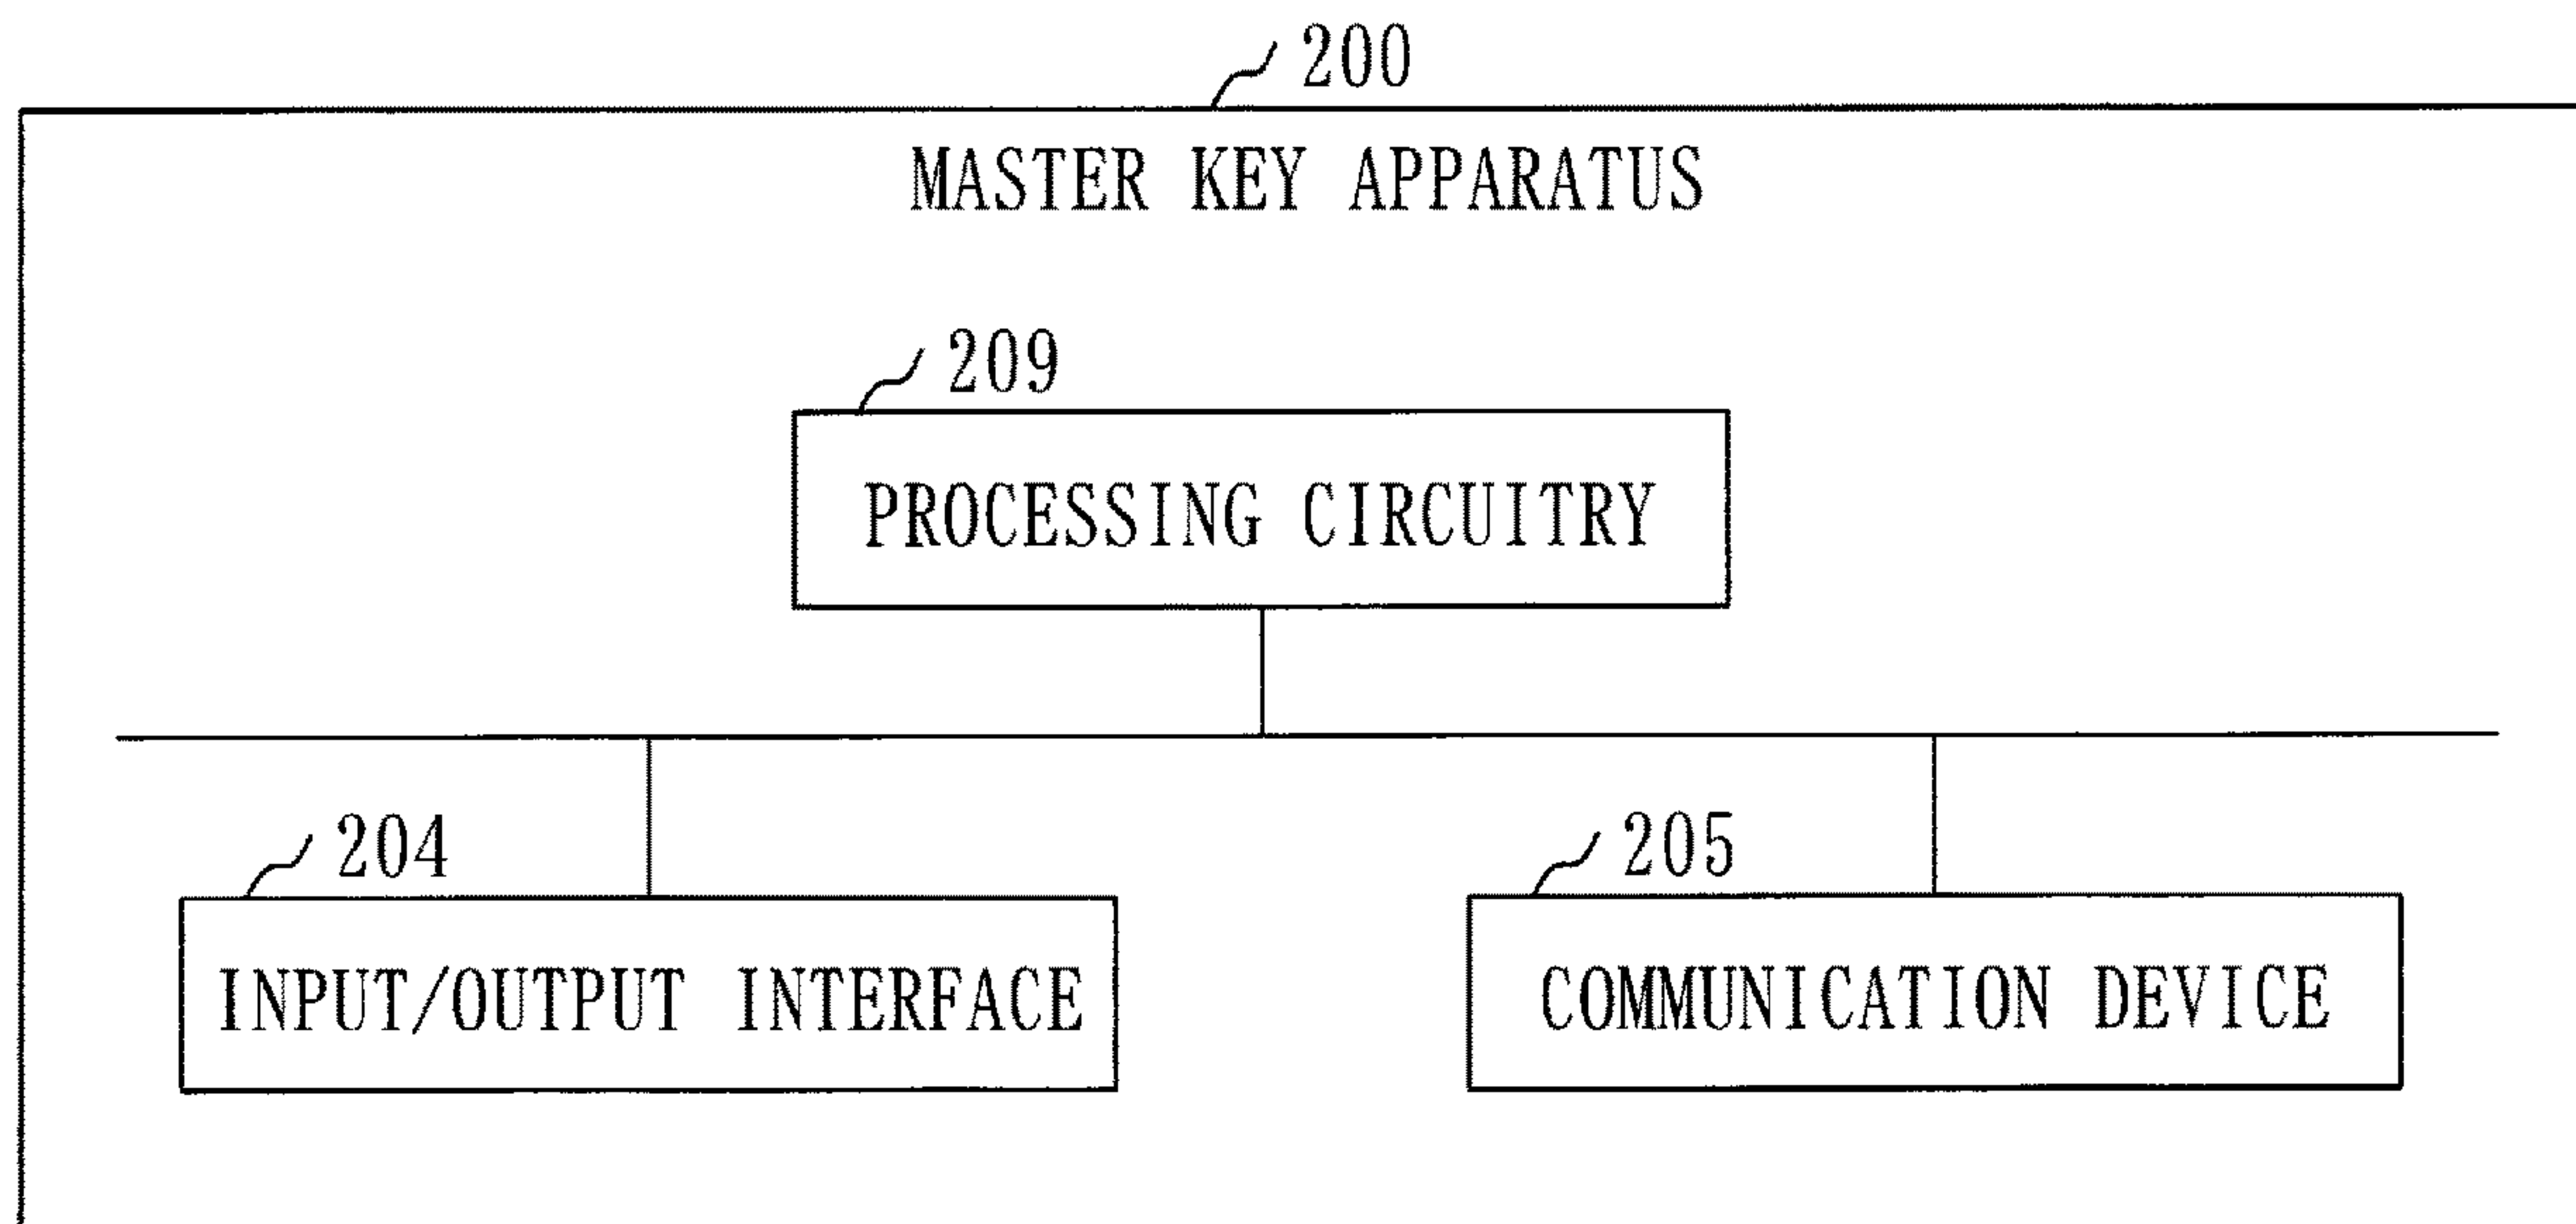 200
MASTER KEY APPARATUS
209
PROCESSING CIRCUITRY
204
INPUT/OUTPUT INTERFACE
205
COMMUNICATION DEVICE